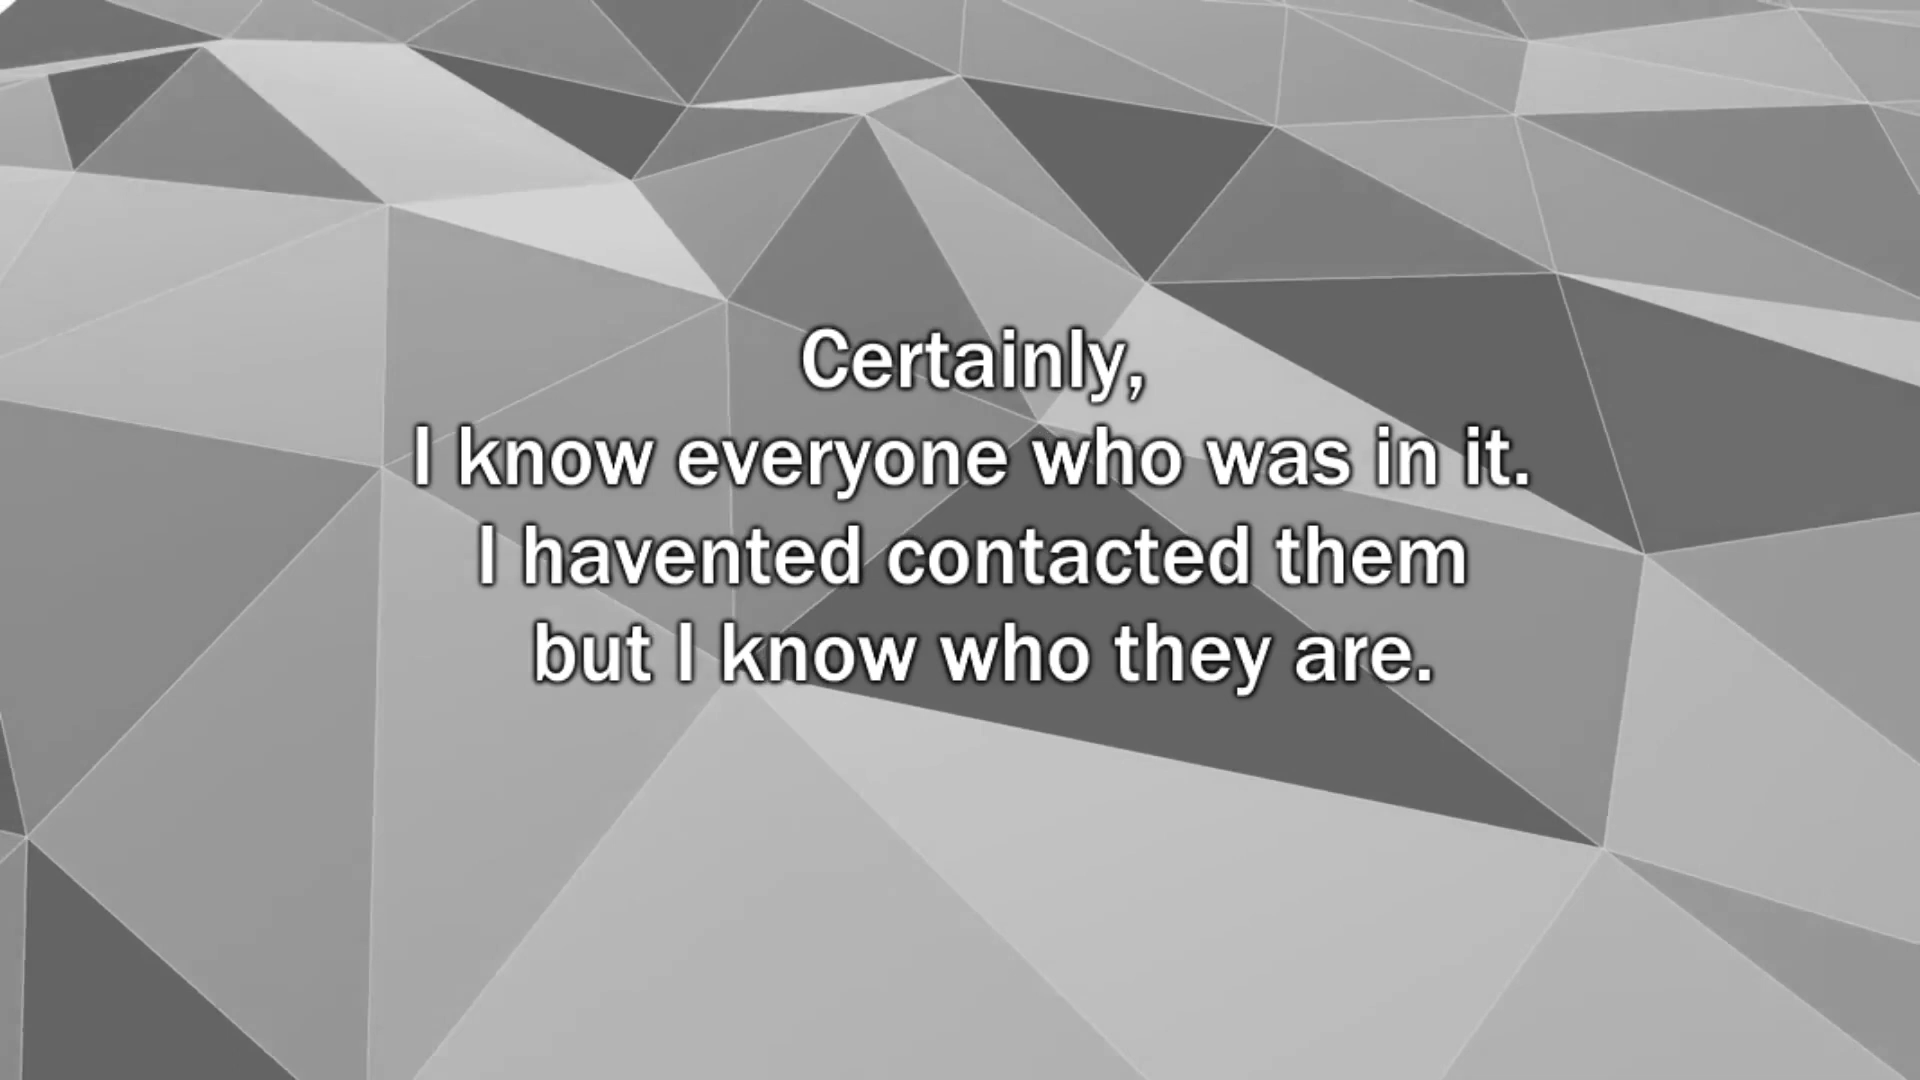 Certainly,
I know everyone who was in it.
I havented contacted them
but I know who they are.